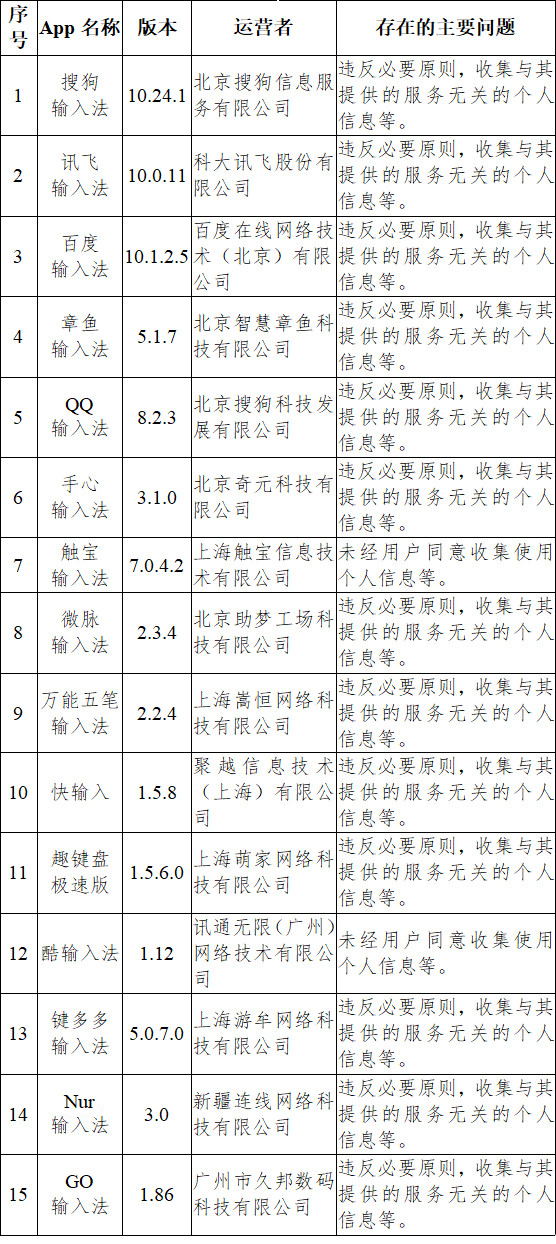 序号 App 名称 版本 运营者 存在的主要问题
1 搜狗输入法 10.24.1 北京搜狗信息服务有限公司 违反必要原则，收集与其提供的服务无关的个人信息等。
2 讯飞输入法 10.0.11 科大讯飞股份有限公司 违反必要原则，收集与其提供的服务无关的个人信息等。
3 百度输入法 10.1.2.5 百度在线网络技术（北京）有限公司 违反必要原则，收集与其提供的服务无关的个人信息等。
4 章鱼输入法 5.1.7 北京智慧章鱼科技有限公司 违反必要原则，收集与其提供的服务无关的个人信息等。
5 QQ输入法 8.2.3 北京搜狗科技发展有限公司 违反必要原则，收集与其提供的服务无关的个人信息等。
6 手心输入法 3.1.0 北京奇元科技有限公司 违反必要原则，收集与其提供的服务无关的个人信息等。
7 触宝输入法 7.0.4.2 上海触宝信息技术有限公司 未经用户同意收集使用个人信息等。
8 微脉输入法 2.3.4 北京助梦工场科技有限公司 违反必要原则，收集与其提供的服务无关的个人信息等。
9 万能五笔输入法 2.2.4 上海嵩恒网络科技有限公司 违反必要原则，收集与其提供的服务无关的个人信息等。
10 快输入 1.5.8 聚越信息技术（上海）有限公司 违反必要原则，收集与其提供的服务无关的个人信息等。
11 趣键盘极速版 1.5.6.0 上海萌家网络科技有限公司 违反必要原则，收集与其提供的服务无关的个人信息等。
12 酷输入法 1.12 讯通无限（广州）网络技术有限公司 未经用户同意收集使用个人信息等。
13 键多多输入法 5.0.7.0 上海游牟网络科技有限公司 违反必要原则，收集与其提供的服务无关的个人信息等。
14 Nur输入法 3.0 新疆连线网络科技有限公司 违反必要原则，收集与其提供的服务无关的个人信息等。
15 GO输入法 1.86 广州市久邦数码科技有限公司 违反必要原则，收集与其提供的服务无关的个人信息等。